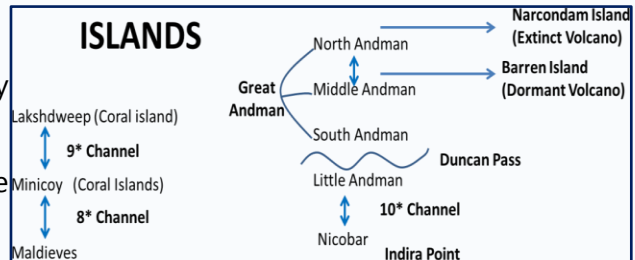 ISLANDS
y
Lakshdweep (Coral island)
9* Channel
e
Minicoy (Coral Islands)
8* Channel
Maldieves
Great
Andman
North Andman
Middle Andman
South Andman
Duncan Pass
Little Andman
10* Channel
Nicobar
Indira Point
Narcondam Island
(Extinct Volcano)
Barren Island
(Dormant Volcano)